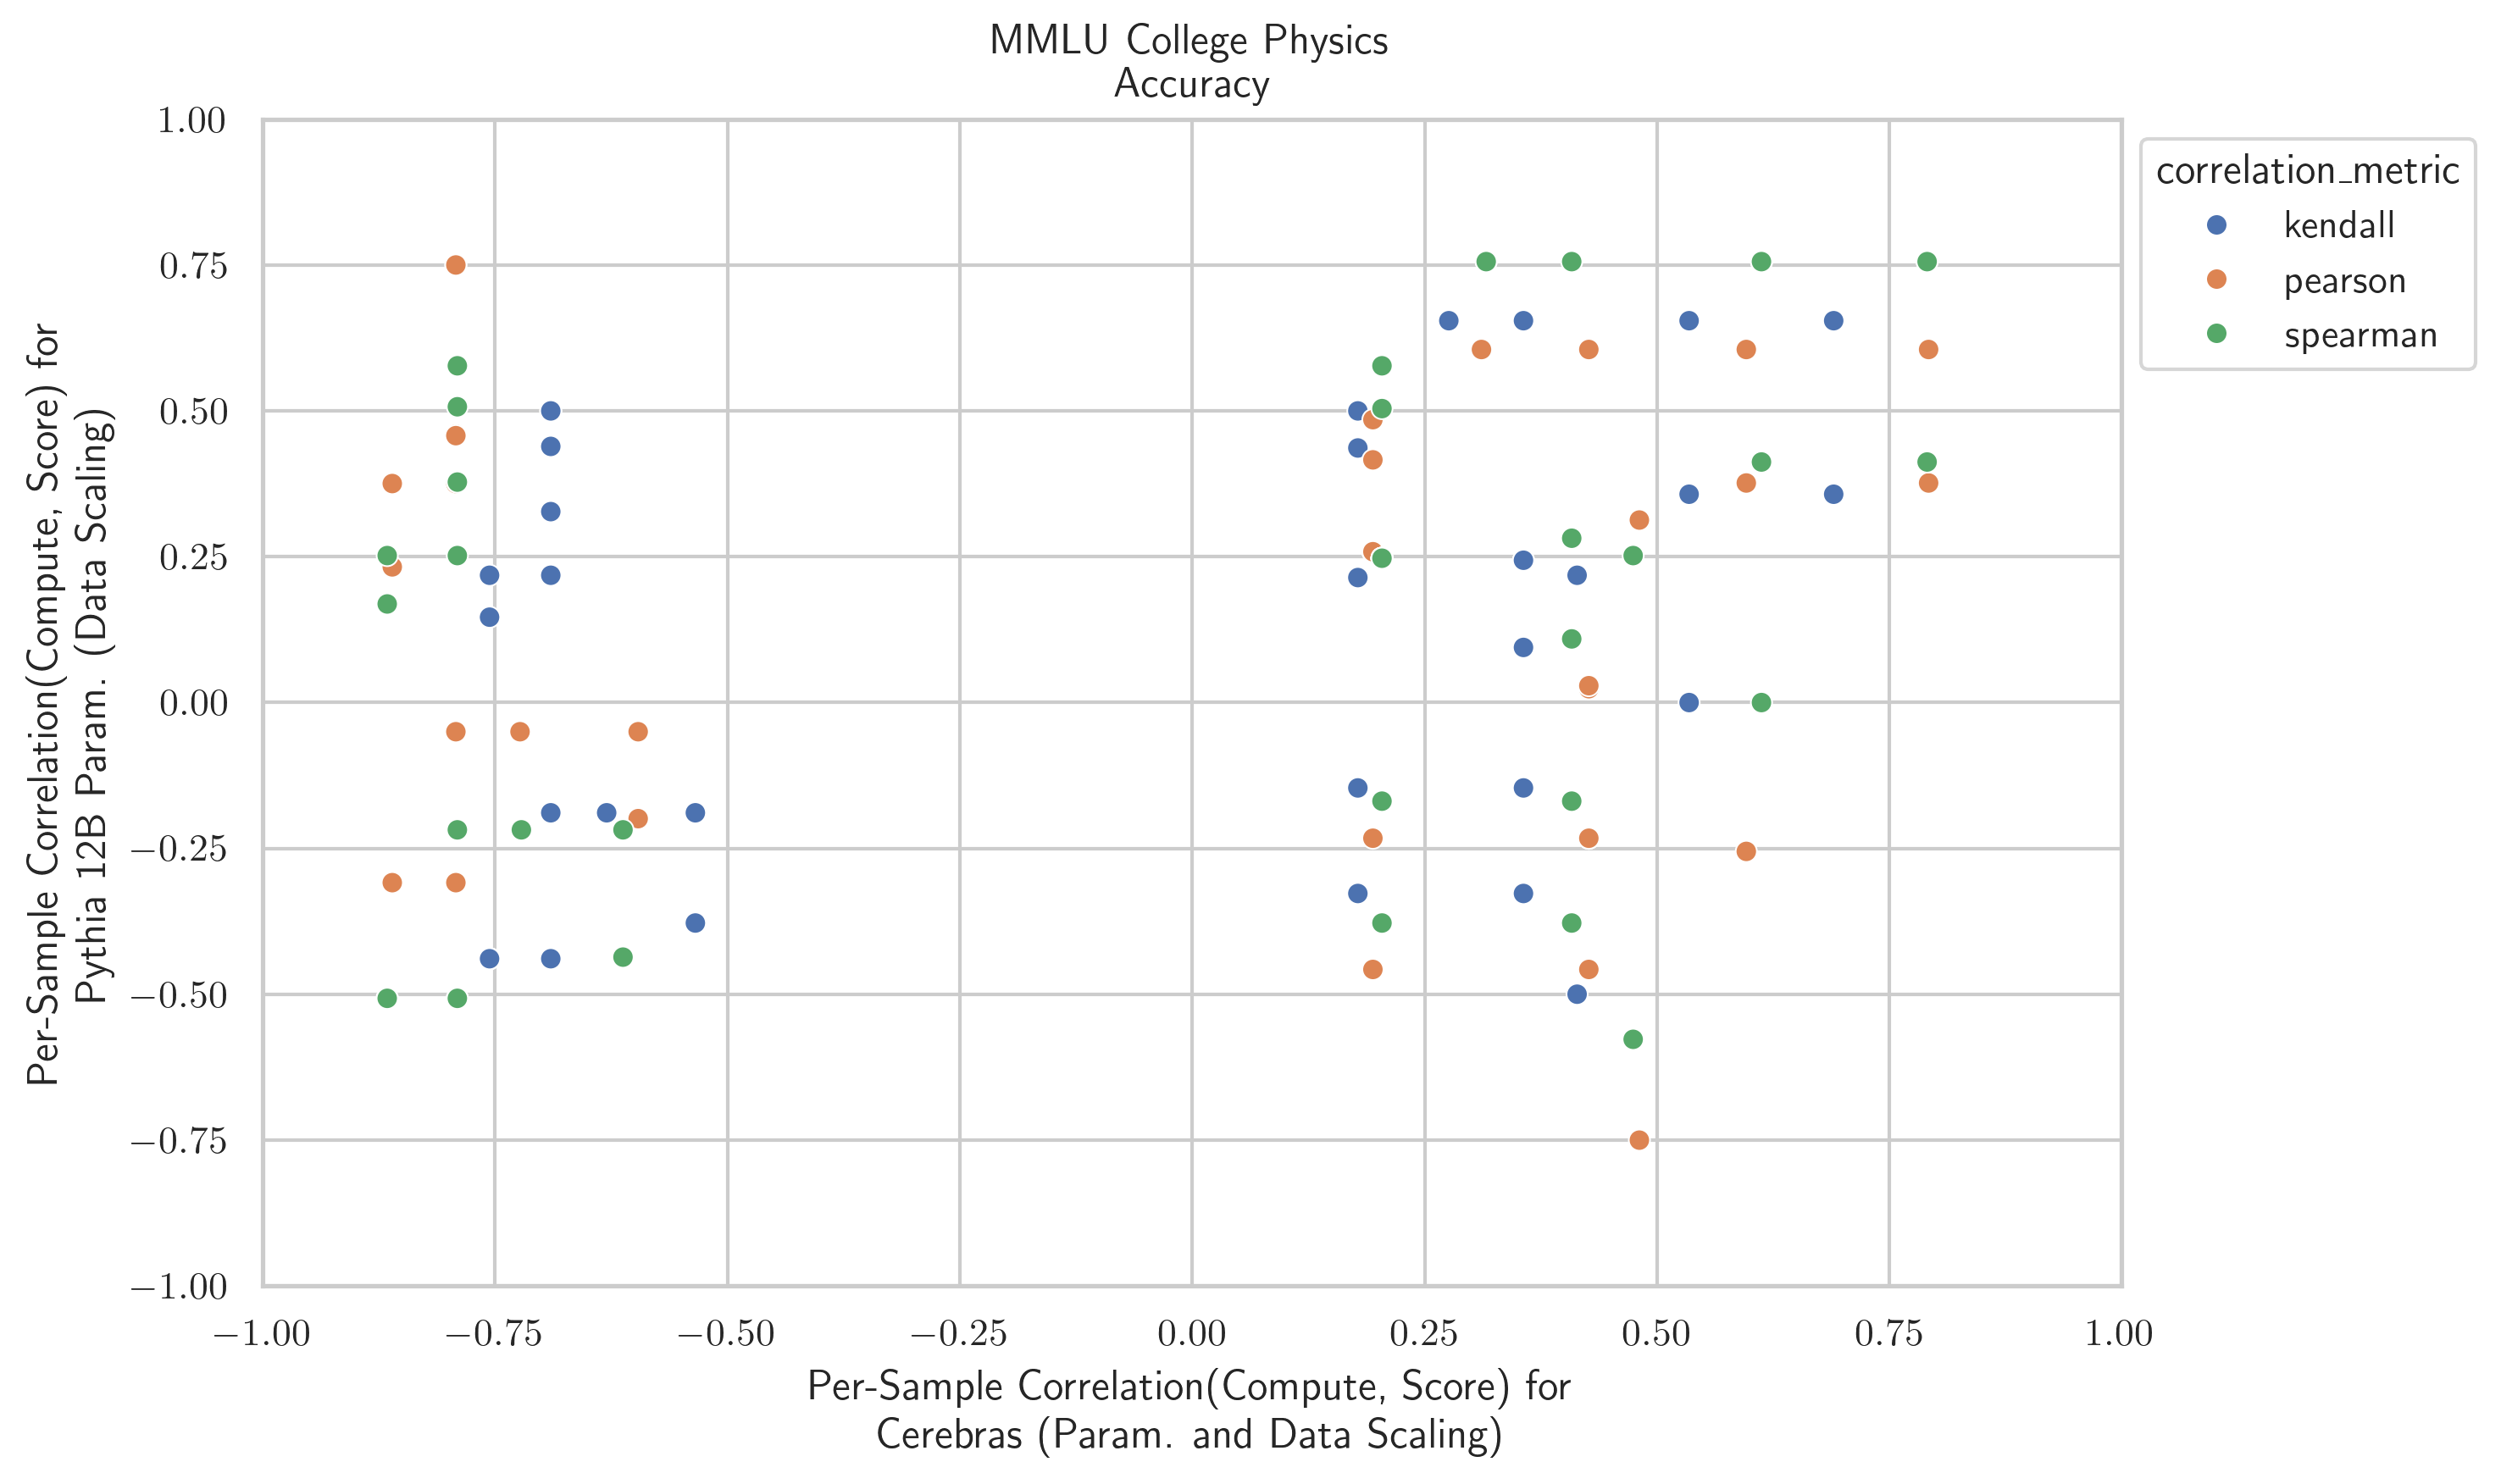 MMLU College Physics
Accuracy
1.00
0.75
0.50
0.25
0.00
−0.25
−0.50
−0.75
−1.00
Per-Sample Correlation(Compute, Score) for
Pythia 12B Param. (Data Scaling)
correlation_metric
kendall
pearson
spearman
−1.00 −0.75 −0.50 −0.25 0.00 0.25 0.50 0.75 1.00
Per-Sample Correlation(Compute, Score) for
Cerebras (Param. and Data Scaling)